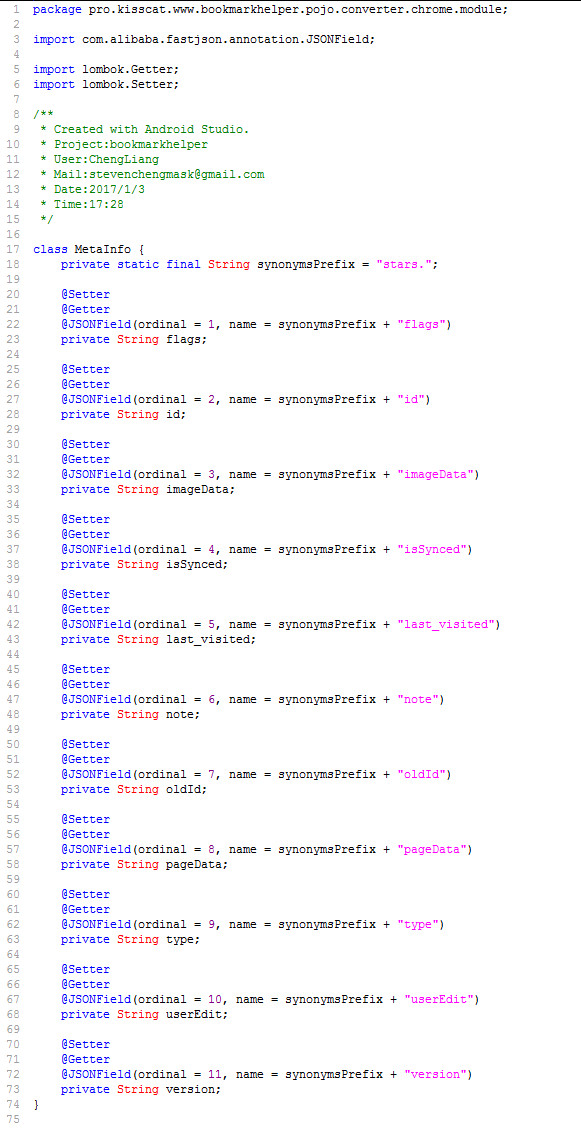 1 package pro.kisscat.www.bookmarkhelper.pojo.converter.chrome.module;
2
3 import com.alibaba.fastjson.annotation.JSONField;
4
5 import lombok.Getter;
6 import lombok.Setter;
7
8 /**
9  * Created with Android Studio.
10  * Project:bookmarkhelper
11  * User:ChengLiang
12  * Mail:stevenchengmask@gmail.com
13  * Date:2017/1/3
14  * Time:17:28
15  */
16
17 class MetaInfo {
18     private static final String synonymsPrefix = "stars.";
19
20     @Setter
21     @Getter
22     @JSONField(ordinal = 1, name = synonymsPrefix + "flags")
23     private String flags;
24
25     @Setter
26     @Getter
27     @JSONField(ordinal = 2, name = synonymsPrefix + "id")
28     private String id;
29
30     @Setter
31     @Getter
32     @JSONField(ordinal = 3, name = synonymsPrefix + "imageData")
33     private String imageData;
34
35     @Setter
36     @Getter
37     @JSONField(ordinal = 4, name = synonymsPrefix + "isSynced")
38     private String isSynced;
39
40     @Setter
41     @Getter
42     @JSONField(ordinal = 5, name = synonymsPrefix + "last_visited")
43     private String last_visited;
44
45     @Setter
46     @Getter
47     @JSONField(ordinal = 6, name = synonymsPrefix + "note")
48     private String note;
49
50     @Setter
51     @Getter
52     @JSONField(ordinal = 7, name = synonymsPrefix + "oldId")
53     private String oldId;
54
55     @Setter
56     @Getter
57     @JSONField(ordinal = 8, name = synonymsPrefix + "pageData")
58     private String pageData;
59
60     @Setter
61     @Getter
62     @JSONField(ordinal = 9, name = synonymsPrefix + "type")
63     private String type;
64
65     @Setter
66     @Getter
67     @JSONField(ordinal = 10, name = synonymsPrefix + "userEdit")
68     private String userEdit;
69
70     @Setter
71     @Getter
72     @JSONField(ordinal = 11, name = synonymsPrefix + "version")
73     private String version;
74 }
75